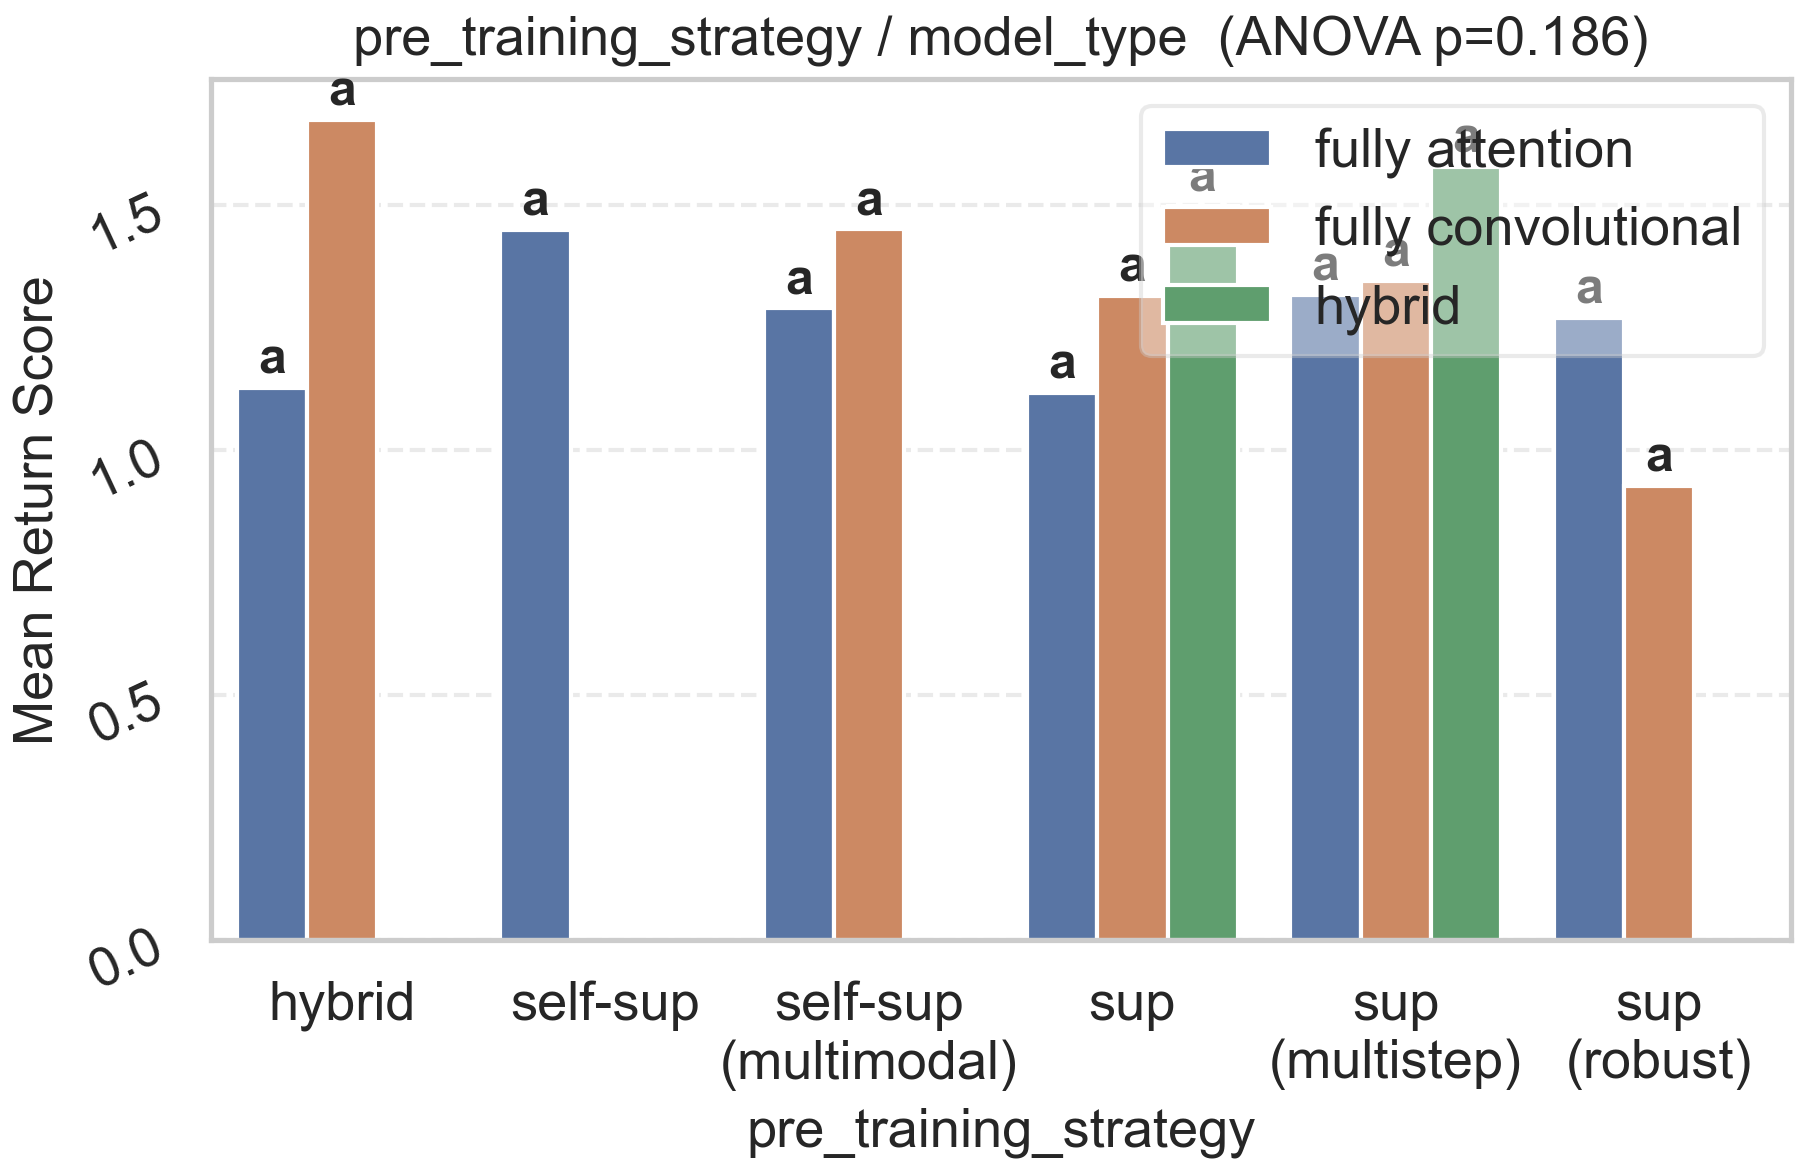 pre_training_strategy / model_type (ANOVA p=0.186)
Mean Return Score
1.5
1.0
0.5
0.0
a
a
a
a
a
a
a
a
a
a
a
a
a
fully attention
fully convolutional
hybrid
hybrid
self-sup
self-sup
(multimodal)
sup
sup
(multistep)
sup
(robust)
pre_training_strategy